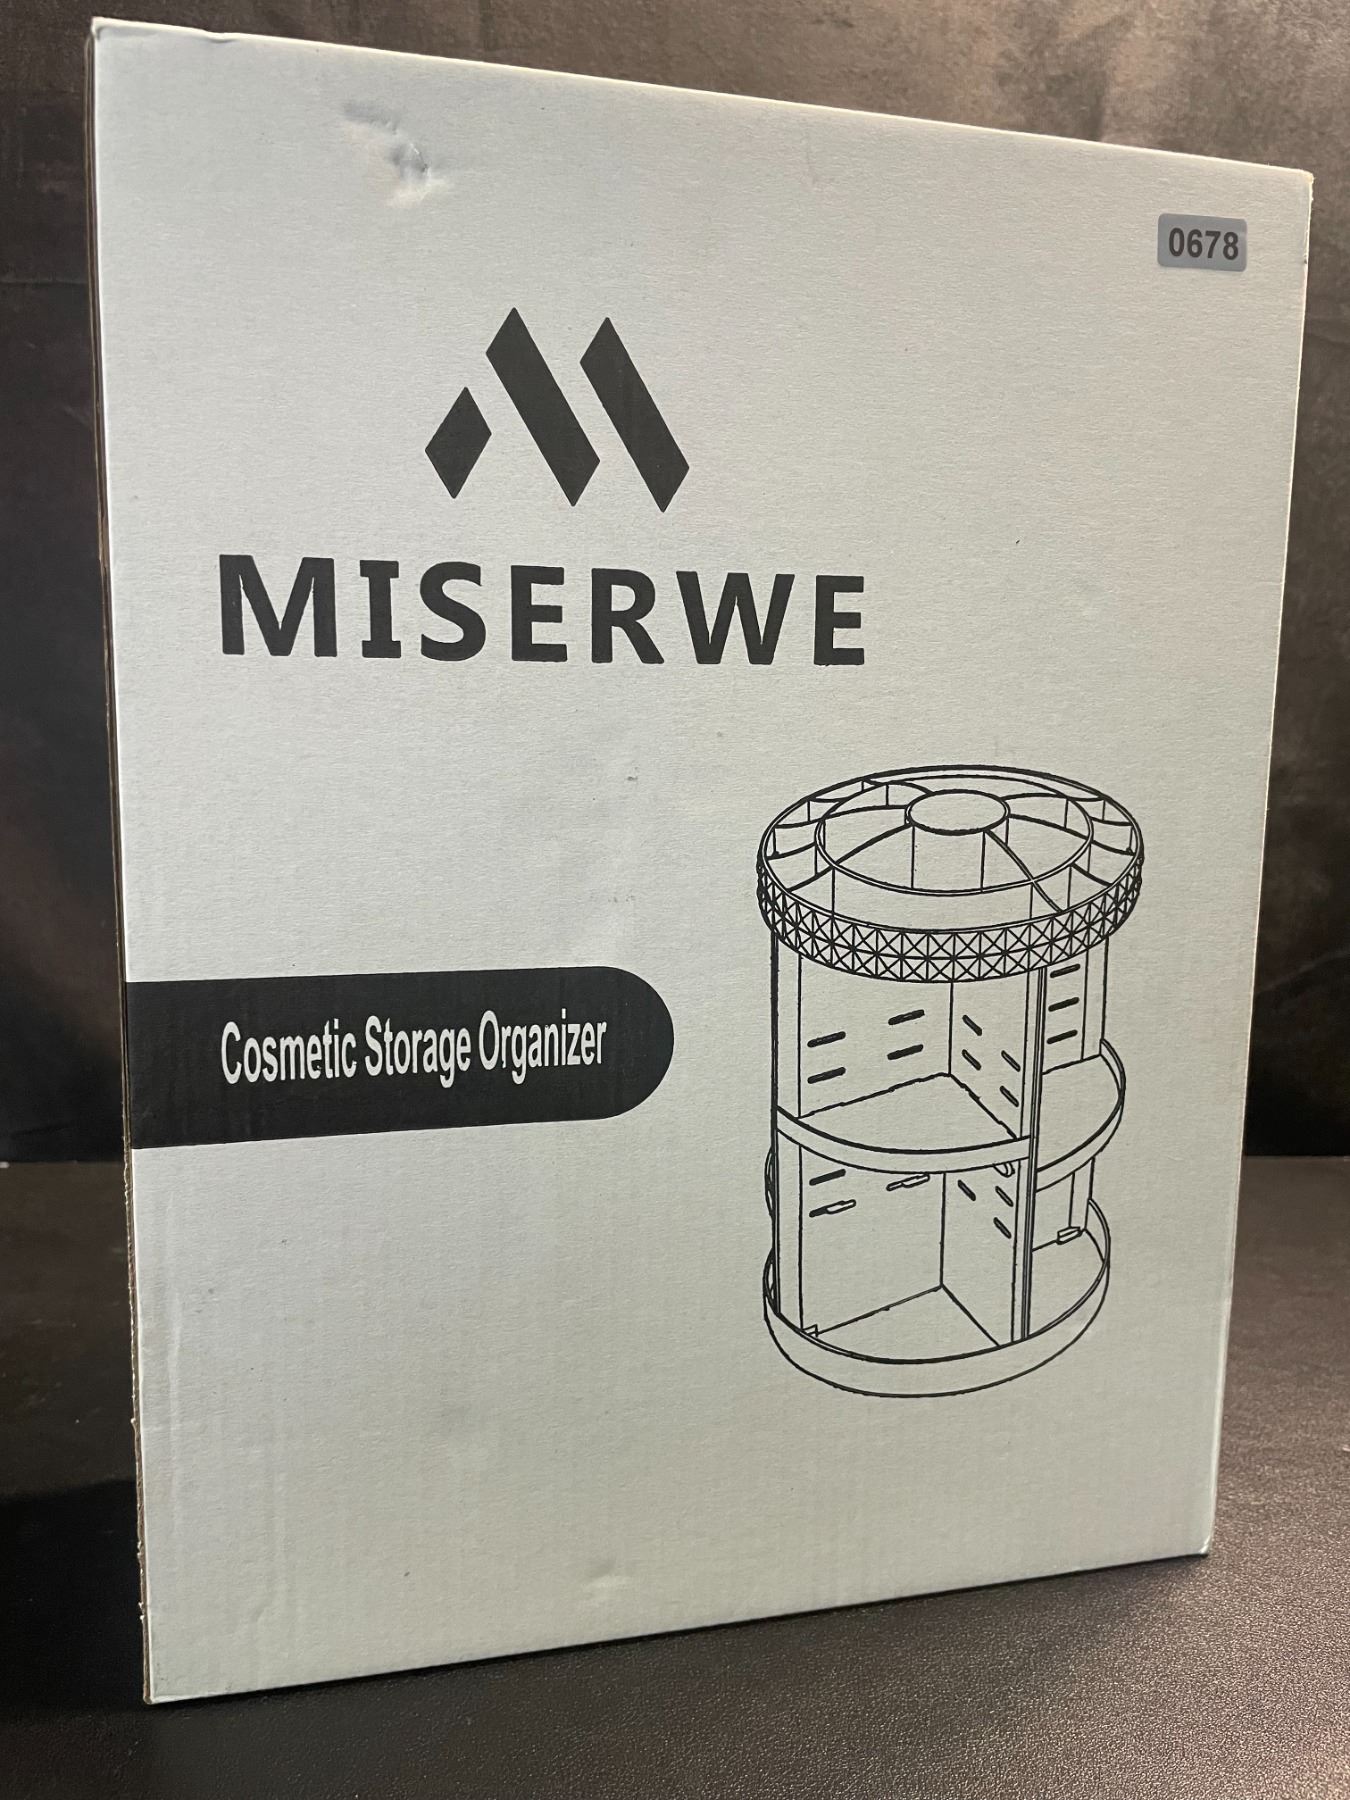 0678
MISERWE
Cosmetic Storage Organizer